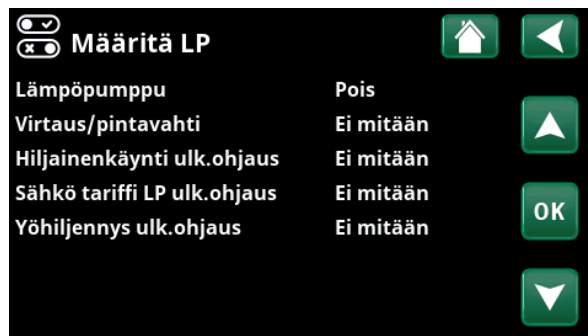 Määritä LP
Lämpöpumppu Pois
Virtaus/pintavahti Ei mitään
Hiljainenkäynti ulk.ohjaus Ei mitään
Sähkö tariffi LP ulk.ohjaus Ei mitään
Yöhiljennys ulk.ohjaus Ei mitään
OK